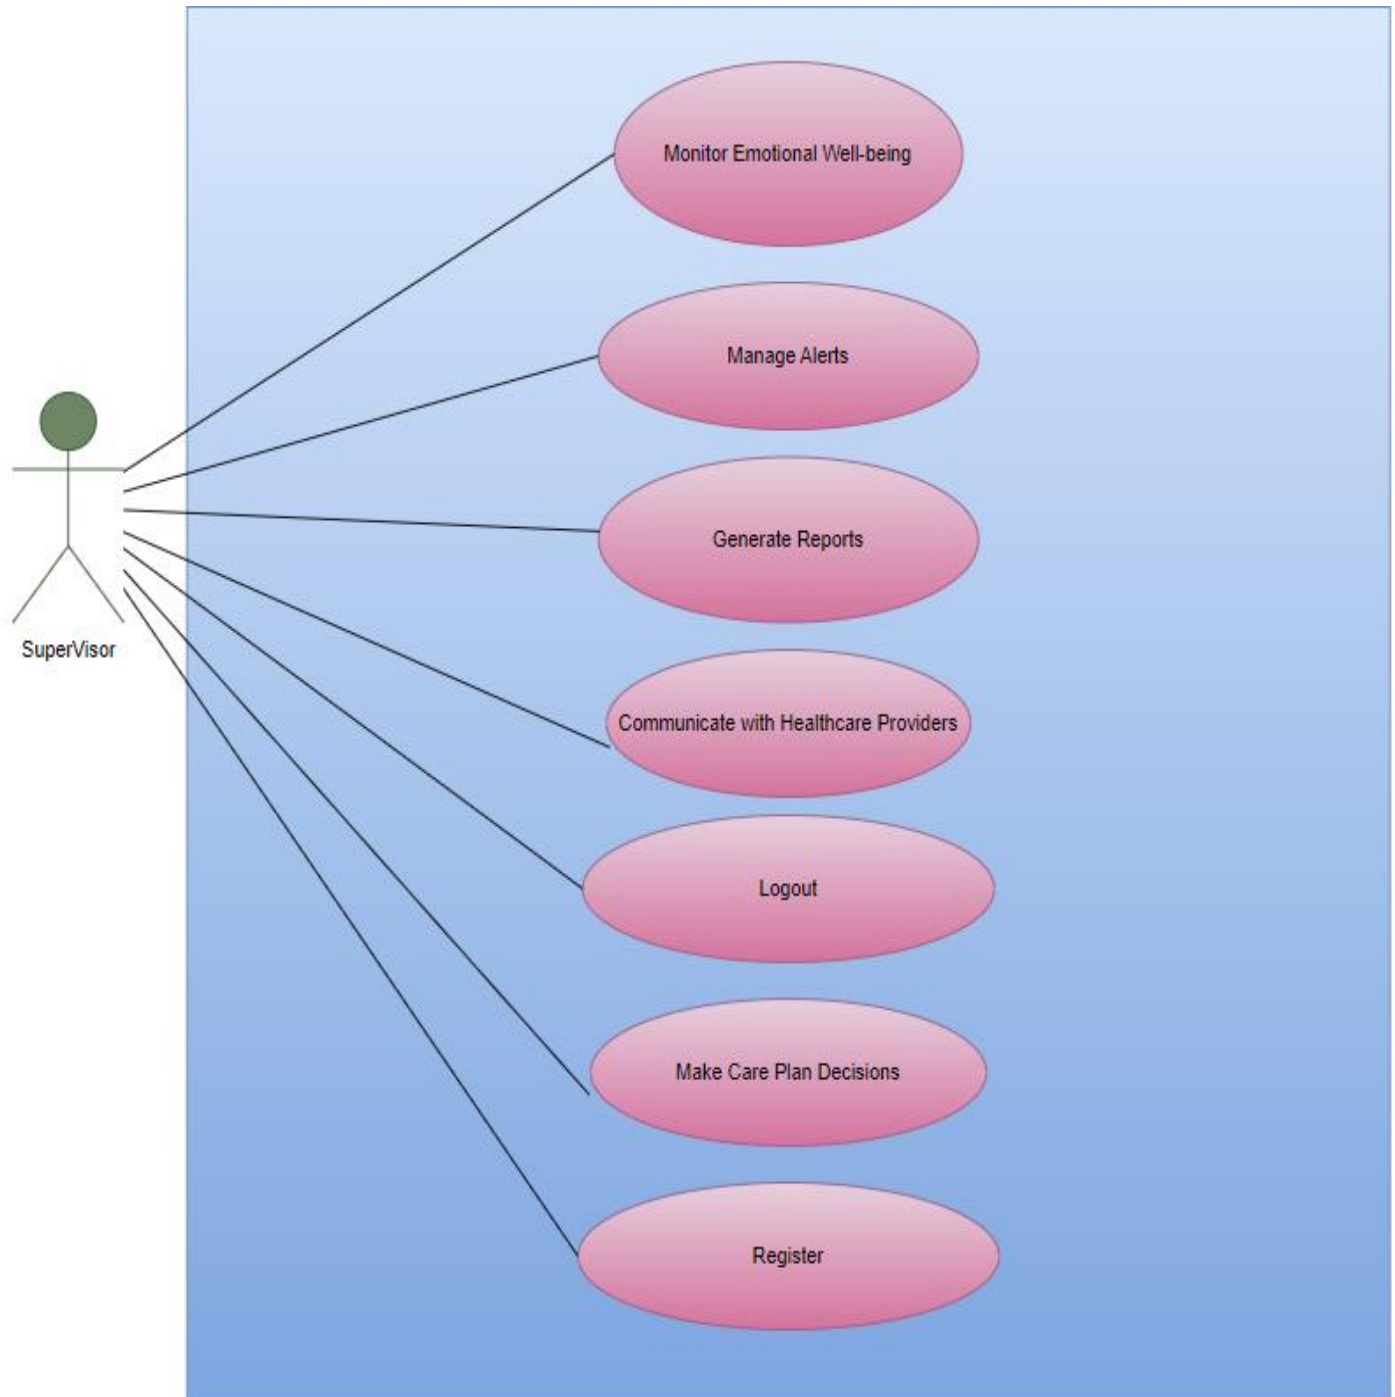 Monitor Emotional Well-being
Manage Alerts
Generate Reports
SuperVisor
Communicate with Healthcare Providers
Logout
Make Care Plan Decisions
Register